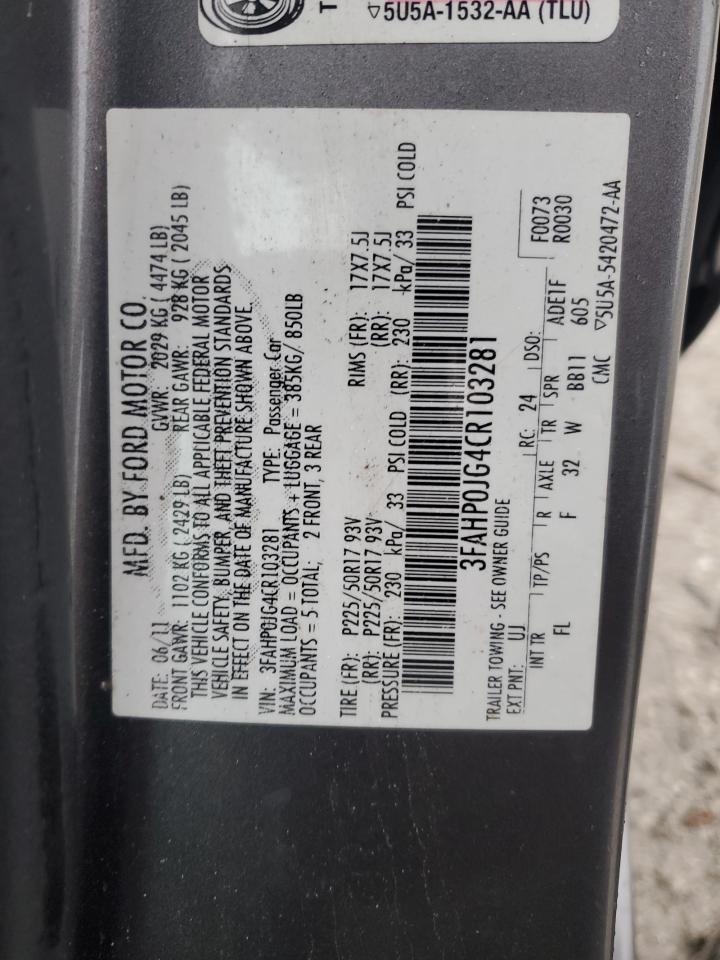 T
▽5U5A-1532-AA (TLU)
MFD. BY FORD MOTOR CO.
DATE: 06/11 GVWR: 2029 KG ( 4474 LB)
FRONT GAWR: 1102 KG ( 2429 LB) REAR GAWR: 928 KG ( 2045 LB)
THIS VEHICLE CONFORMS TO ALL APPLICABLE FEDERAL MOTOR
VEHICLE SAFETY, BUMPER, AND THEFT PREVENTION STANDARDS
IN EFFECT ON THE DATE OF MANUFACTURE SHOWN ABOVE.
VIN: 3FAHP0JG4CR103281 TYPE: Passenger Car
MAXIMUM LOAD = OCCUPANTS + LUGGAGE = 385KG/ 850LB
OCCUPANTS = 5 TOTAL; 2 FRONT, 3 REAR
TIRE (FR): P225/50R17 93V RIMS (FR): 17X7.5J
(RR): P225/50R17 93V (RR): 17X7.5J
PRESSURE (FR): 230 kPa/ 33 PSI COLD (RR): 230 kPa/ 33 PSI COLD
3FAHP0JG4CR103281
TRAILER TOWING - SEE OWNER GUIDE
EXT PNT: UJ RC: 24 DSO: F0073
R0030
INT TR TP/PS R AXLE TR SPR ADE1F
FL F 32 W BB11 605
CMC ▽5U5A-5420472-AA